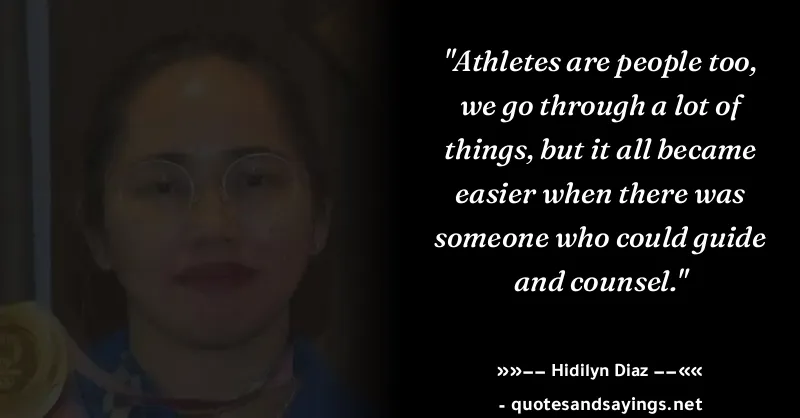 "Athletes are people too,
we go through a lot of
things, but it all became
easier when there was
someone who could guide
and counsel."
»»−− Hidilyn Diaz −−««
- quotesandsayings.net